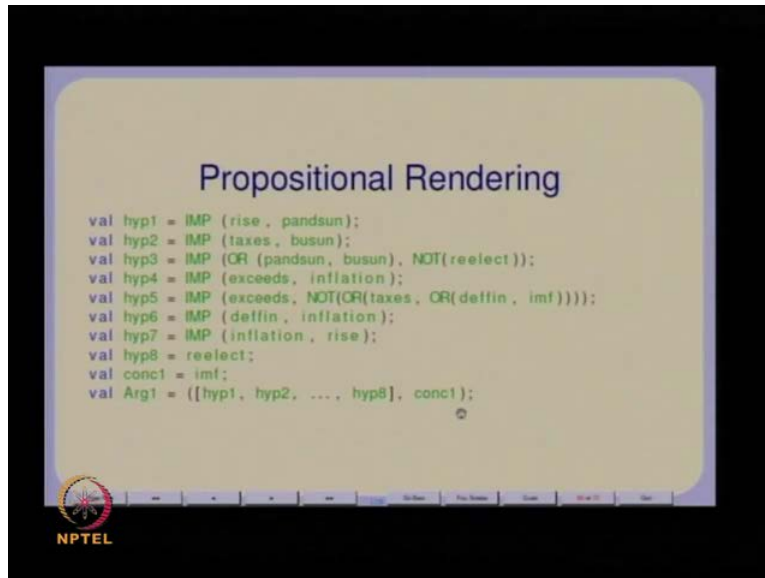 Propositional Rendering
val hyp1 = IMP (rise , pandsun);
val hyp2 = IMP (taxes , busun);
val hyp3 = IMP (OR (pandsun, busun), NOT(reelect));
val hyp4 = IMP (exceeds, inflation);
val hyp5 = IMP (exceeds, NOT(OR(taxes, OR(deffin , imf))));
val hyp6 = IMP (deffin , inflation);
val hyp7 = IMP (inflation , rise);
val hyp8 = reelect;
val conc1 = imf;
val Arg1 = ([hyp1, hyp2, ..., hyp8], conc1);
NPTEL